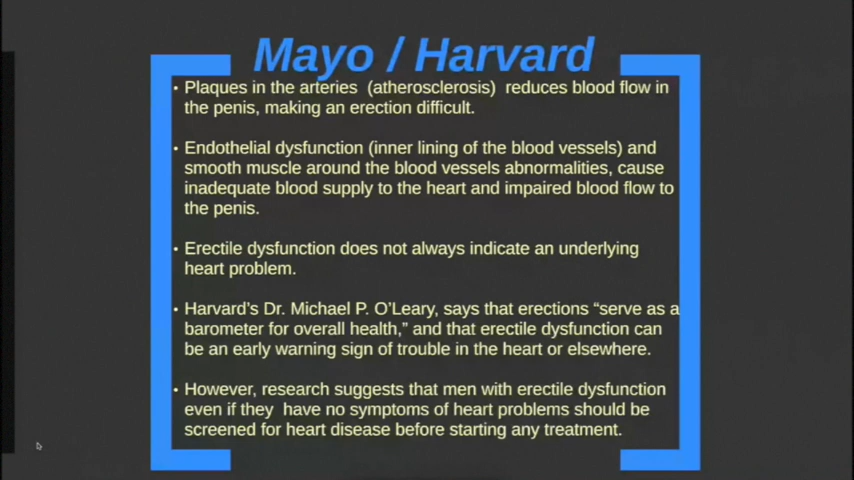 Mayo / Harvard
• Plaques in the arteries (atherosclerosis) reduces blood flow in
the penis, making an erection difficult.
• Endothelial dysfunction (inner lining of the blood vessels) and
smooth muscle around the blood vessels abnormalities, cause
inadequate blood supply to the heart and impaired blood flow to
the penis.
• Erectile dysfunction does not always indicate an underlying
heart problem.
• Harvard’s Dr. Michael P. O’Leary, says that erections “serve as a
barometer for overall health,” and that erectile dysfunction can
be an early warning sign of trouble in the heart or elsewhere.
• However, research suggests that men with erectile dysfunction
even if they have no symptoms of heart problems should be
screened for heart disease before starting any treatment.